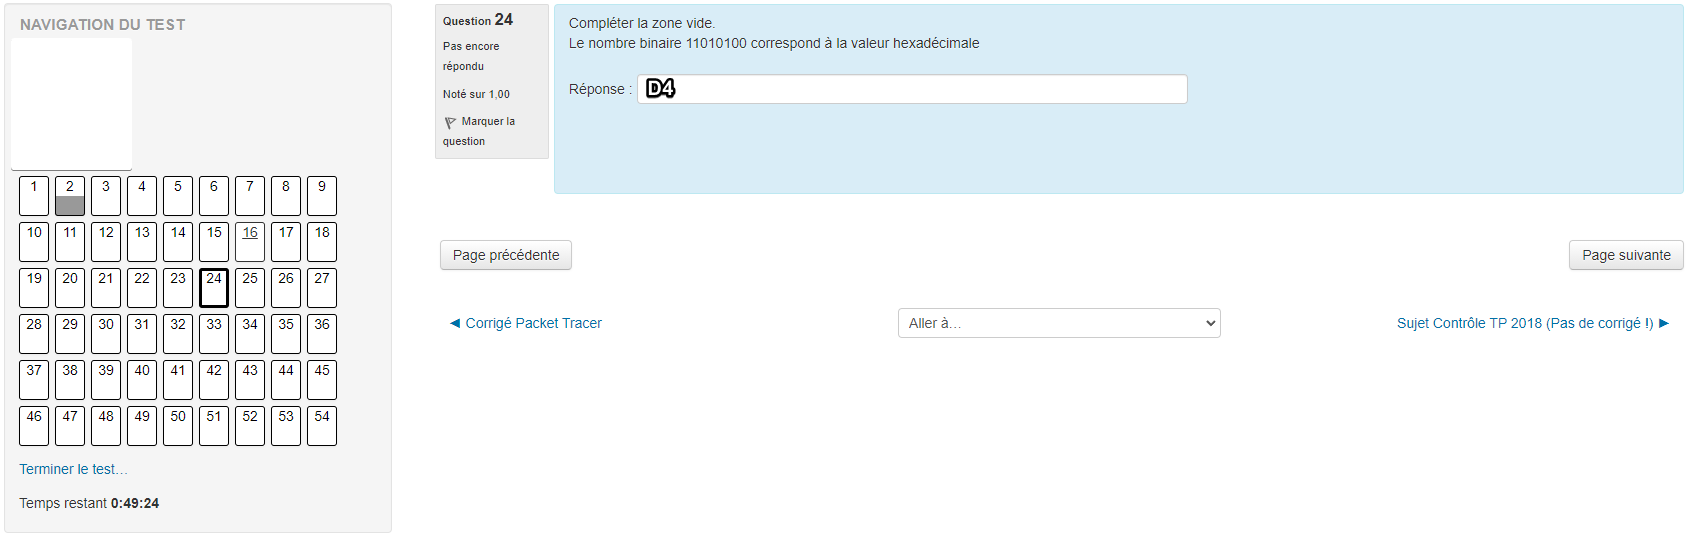 NAVIGATION DU TEST
1 2 3 4 5 6 7 8 9
10 11 12 13 14 15 16 17 18
19 20 21 22 23 24 25 26 27
28 29 30 31 32 33 34 35 36
37 38 39 40 41 42 43 44 45
46 47 48 49 50 51 52 53 54
Terminer le test…
Temps restant 0:49:24
Question 24
Pas encore
répondu
Noté sur 1,00
Marquer la
question
Compléter la zone vide.
Le nombre binaire 11010100 correspond à la valeur hexadécimale
Réponse : D4
Page précédente
Page suivante
◄ Corrigé Packet Tracer
Aller à…
Sujet Contrôle TP 2018 (Pas de corrigé !) ►